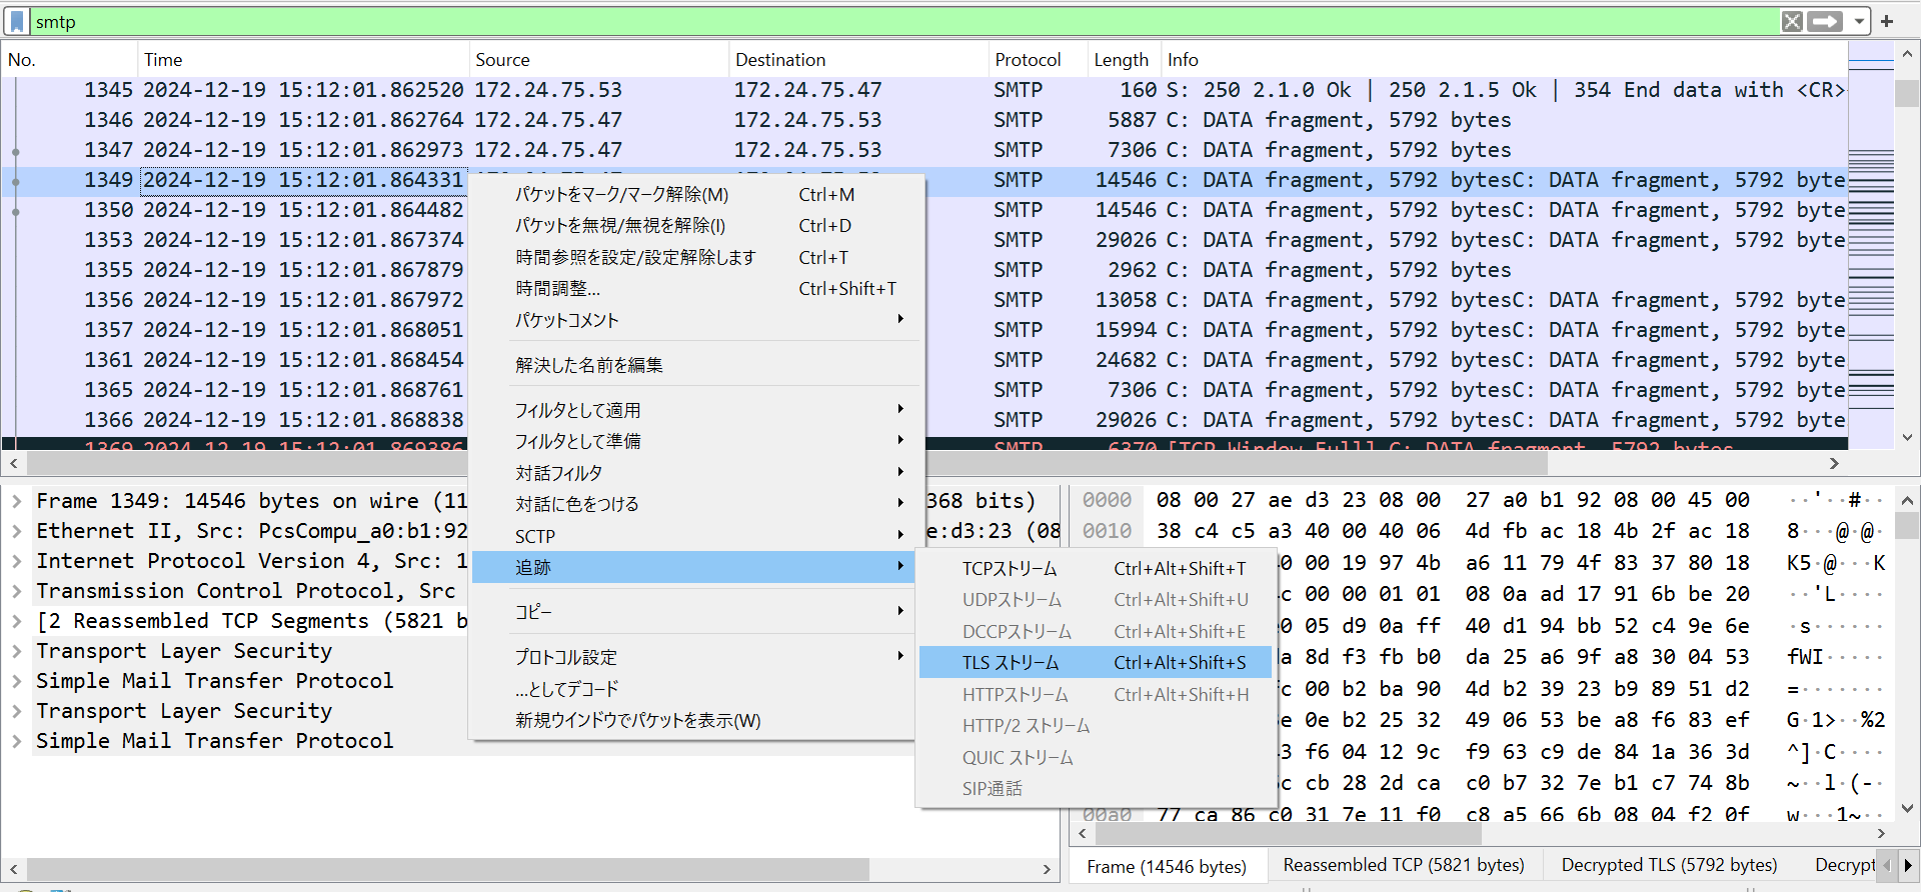 smtp
No. Time Source Destination Protocol Length Info
1345 2024-12-19 15:12:01.862520 172.24.75.53 172.24.75.47 SMTP 160 S: 250 2.1.0 Ok | 250 2.1.5 Ok | 354 End data with <CR>
1346 2024-12-19 15:12:01.862764 172.24.75.47 172.24.75.53 SMTP 5887 C: DATA fragment, 5792 bytes
1347 2024-12-19 15:12:01.862973 172.24.75.47 172.24.75.53 SMTP 7306 C: DATA fragment, 5792 bytes
1349 2024-12-19 15:12:01.864331 SMTP 14546 C: DATA fragment, 5792 bytesC: DATA fragment, 5792 byte
1350 2024-12-19 15:12:01.864482 SMTP 14546 C: DATA fragment, 5792 bytesC: DATA fragment, 5792 byte
1353 2024-12-19 15:12:01.867374 SMTP 29026 C: DATA fragment, 5792 bytesC: DATA fragment, 5792 byte
1355 2024-12-19 15:12:01.867879 SMTP 2962 C: DATA fragment, 5792 bytes
1356 2024-12-19 15:12:01.867972 SMTP 13058 C: DATA fragment, 5792 bytesC: DATA fragment, 5792 byte
1357 2024-12-19 15:12:01.868051 SMTP 15994 C: DATA fragment, 5792 bytesC: DATA fragment, 5792 byte
1361 2024-12-19 15:12:01.868454 SMTP 24682 C: DATA fragment, 5792 bytesC: DATA fragment, 5792 byte
1365 2024-12-19 15:12:01.868761 SMTP 7306 C: DATA fragment, 5792 bytesC: DATA fragment, 5792 byte
1366 2024-12-19 15:12:01.868838 SMTP 29026 C: DATA fragment, 5792 bytesC: DATA fragment, 5792 byte
1369 2024-12-19 15:12:01.869386 SMTP 6370 [TCP Window Full] C: DATA fragment, 5792 bytes
パケットをマーク/マーク解除(M) Ctrl+M
パケットを無視/無視を解除(I) Ctrl+D
時間参照を設定/設定解除します Ctrl+T
時間調整... Ctrl+Shift+T
パケットコメント
解決した名前を編集
フィルタとして適用
フィルタとして準備
対話フィルタ
対話に色をつける
SCTP
追跡
コピー
プロトコル設定
...としてデコード
新規ウインドウでパケットを表示(W)
TCPストリーム Ctrl+Alt+Shift+T
UDPストリーム Ctrl+Alt+Shift+U
DCCPストリーム Ctrl+Alt+Shift+E
TLS ストリーム Ctrl+Alt+Shift+S
HTTPストリーム Ctrl+Alt+Shift+H
HTTP/2 ストリーム
QUIC ストリーム
SIP通話
Frame 1349: 14546 bytes on wire (11 368 bits)
Ethernet II, Src: PcsCompu_a0:b1:92 e:d3:23 (08
Internet Protocol Version 4, Src: 1
Transmission Control Protocol, Src
[2 Reassembled TCP Segments (5821 b
Transport Layer Security
Simple Mail Transfer Protocol
Transport Layer Security
Simple Mail Transfer Protocol
0000 08 00 27 ae d3 23 08 00 27 a0 b1 92 08 00 45 00 ··'··#··
0010 38 c4 c5 a3 40 00 40 06 4d fb ac 18 4b 2f ac 18 8···@·@·
0 00 19 97 4b a6 11 79 4f 83 37 80 18 K5·@···K
c 00 00 01 01 08 0a ad 17 91 6b be 20 ··'L····
0 05 d9 0a ff 40 d1 94 bb 52 c4 9e 6e ·s······
a 8d f3 fb b0 da 25 a6 9f a8 30 04 53 fWI·····
c 00 b2 ba 90 4d b2 39 23 b9 89 51 d2 =·······
e 0e b2 25 32 49 06 53 be a8 f6 83 ef G·1>··%2
3 f6 04 12 9c f9 63 c9 de 84 1a 36 3d ^]·C····
c cb 28 2d ca c0 b7 32 7e b1 c7 74 8b ~··l·(-·
00a0 77 ca 86 c0 31 7e 11 f0 c8 a5 66 6b 08 04 f2 0f w···1~··
Frame (14546 bytes) Reassembled TCP (5821 bytes) Decrypted TLS (5792 bytes) Decrypt